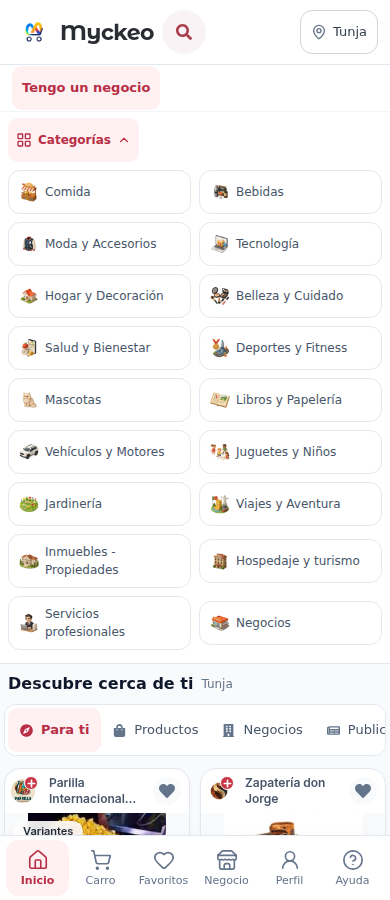 Myckeo
Tunja
Tengo un negocio
Categorías
Comida
Bebidas
Moda y Accesorios
Tecnología
Hogar y Decoración
Belleza y Cuidado
Salud y Bienestar
Deportes y Fitness
Mascotas
Libros y Papelería
Vehículos y Motores
Juguetes y Niños
Jardinería
Viajes y Aventura
Inmuebles -
Propiedades
Hospedaje y turismo
Servicios
profesionales
Negocios
Descubre cerca de ti Tunja
Para ti
Productos
Negocios
Public
Parilla
Internacional...
Zapatería don
Jorge
Variantes
Inicio
Carro
Favoritos
Negocio
Perfil
Ayuda